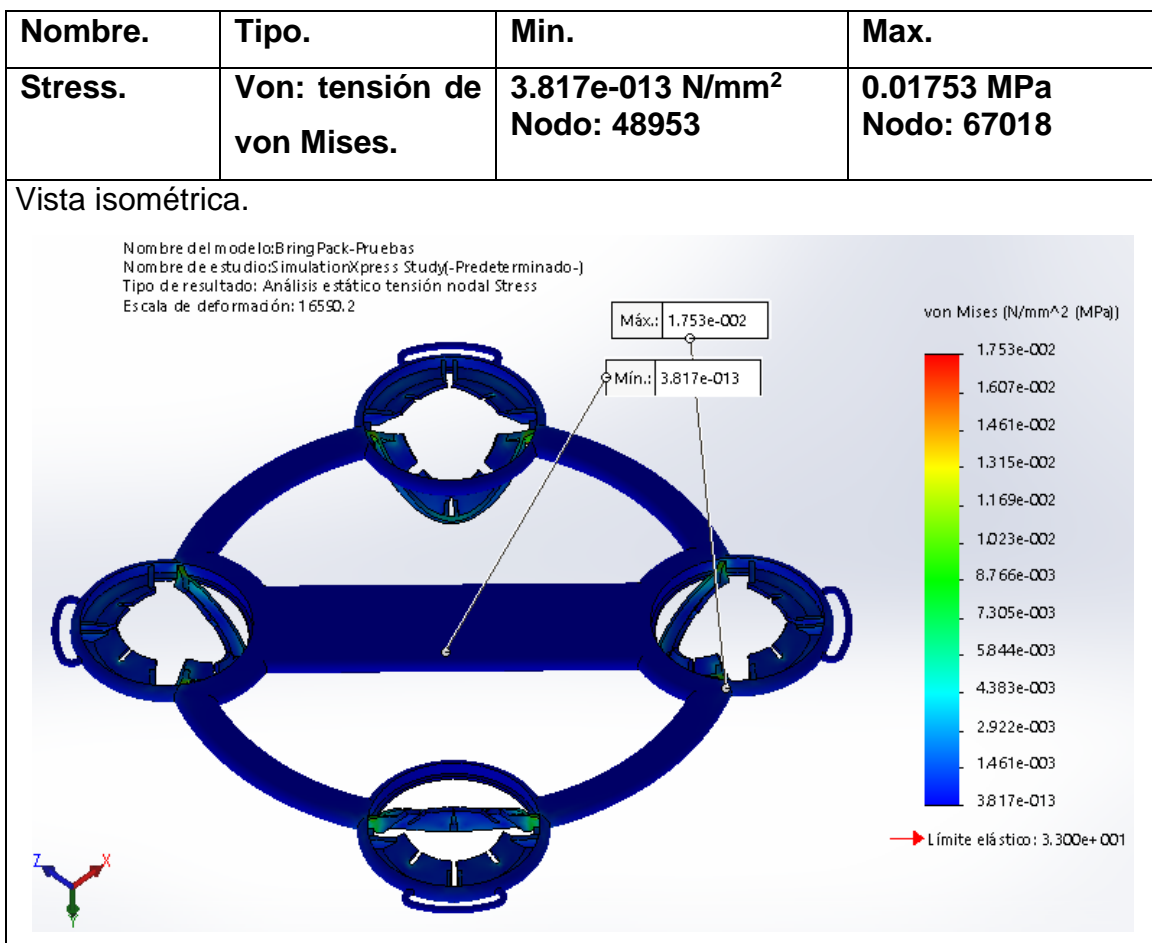 Nombre. Tipo. Min. Max.
Stress. Von: tensión de 3.817e-013 N/mm² 0.01753 MPa
von Mises. Nodo: 48953 Nodo: 67018
Vista isométrica.
Nombre del modelo:BringPack-Pruebas
Nombre de estudio:SimulationXpress Study(-Predeterminado-)
Tipo de resultado: Análisis estático tensión nodal Stress
Escala de deformación: 16590.2
Máx.: 1.753e-002
Mín.: 3.817e-013
von Mises (N/mm^2 (MPa))
1.753e-002
1.607e-002
1.461e-002
1.315e-002
1.169e-002
1.023e-002
8.766e-003
7.305e-003
5.844e-003
4.383e-003
2.922e-003
1.461e-003
3.817e-013
Límite elástico: 3.300e+001
Z X
Y